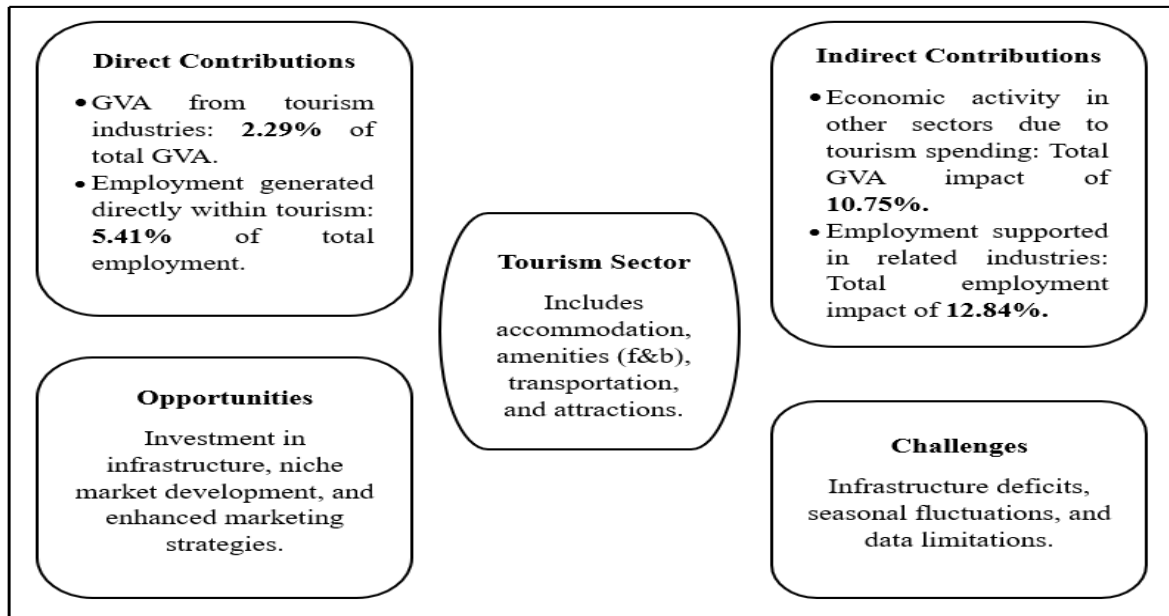 Direct Contributions
• GVA from tourism
industries: 2.29% of
total GVA.
• Employment generated
directly within tourism:
5.41% of total
employment.
Opportunities
Investment in
infrastructure, niche
market development, and
enhanced marketing
strategies.
Tourism Sector
Includes
accommodation,
amenities (f&b),
transportation,
and attractions.
Indirect Contributions
• Economic activity in
other sectors due to
tourism spending: Total
GVA impact of
10.75%.
• Employment supported
in related industries:
Total employment
impact of 12.84%.
Challenges
Infrastructure deficits,
seasonal fluctuations, and
data limitations.